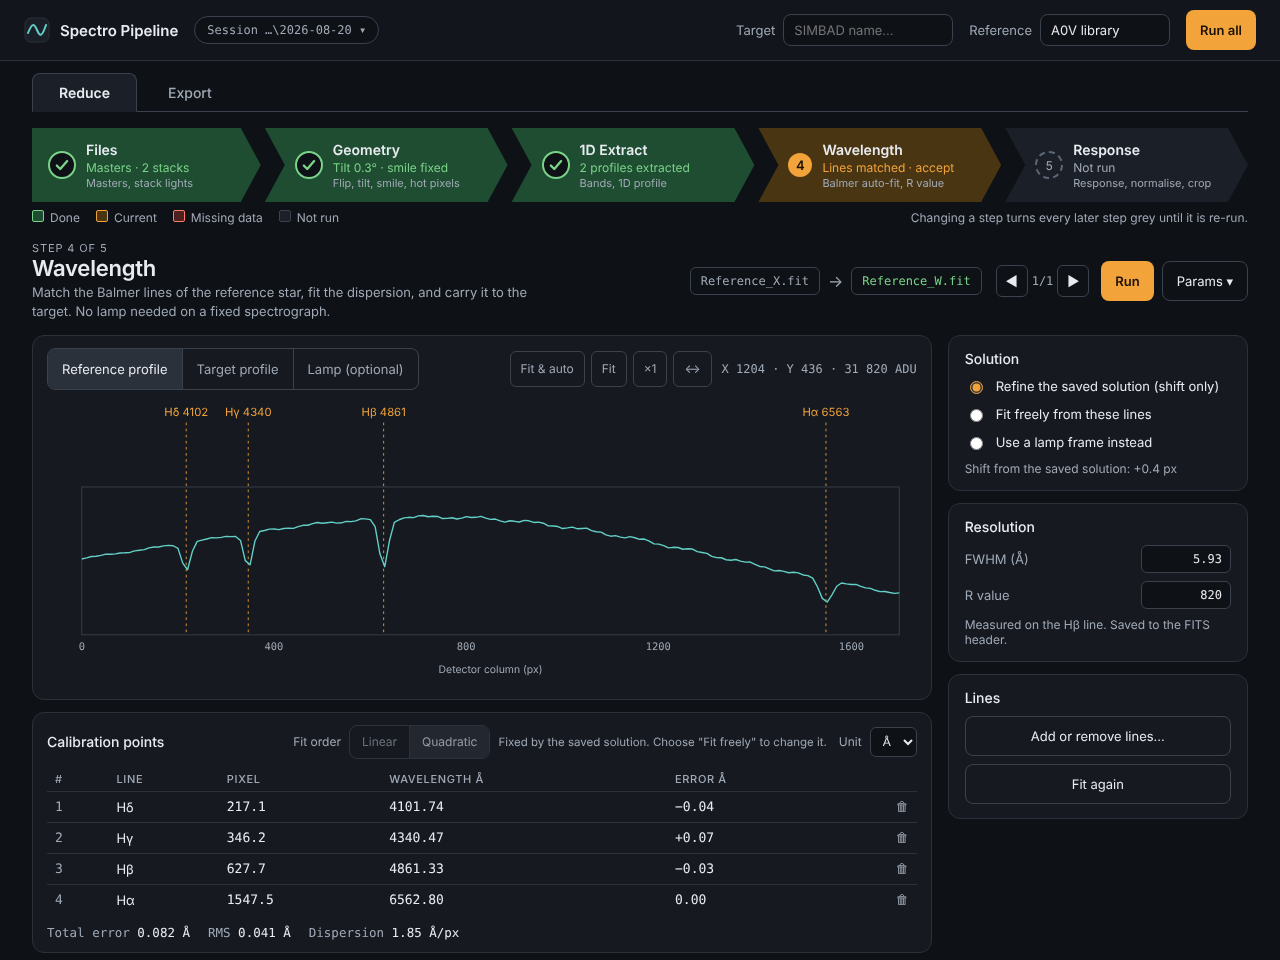 Spectro Pipeline
Session …\2026-08-20 ▾
Target
SIMBAD name...
Reference
A0V library
Run all
Reduce
Export
Files
Masters · 2 stacks
Masters, stack lights
Geometry
Tilt 0.3° · smile fixed
Flip, tilt, smile, hot pixels
1D Extract
2 profiles extracted
Bands, 1D profile
4
Wavelength
Lines matched · accept
Balmer auto-fit, R value
5
Response
Not run
Response, normalise, crop
Done
Current
Missing data
Not run
Changing a step turns every later step grey until it is re-run.
STEP 4 OF 5
Wavelength
Match the Balmer lines of the reference star, fit the dispersion, and carry it to the
target. No lamp needed on a fixed spectrograph.
Reference_X.fit → Reference_W.fit
◀ 1/1 ▶
Run
Params ▾
Reference profile
Target profile
Lamp (optional)
Fit & auto
Fit
×1
↔
X 1204 · Y 436 · 31 820 ADU
Hδ 4102
Hγ 4340
Hβ 4861
Hα 6563
0
400
800
1200
1600
Detector column (px)
Solution
Refine the saved solution (shift only)
Fit freely from these lines
Use a lamp frame instead
Shift from the saved solution: +0.4 px
Resolution
FWHM (Å) 5.93
R value 820
Measured on the Hβ line. Saved to the FITS
header.
Lines
Add or remove lines...
Fit again
Calibration points
Fit order
Linear
Quadratic
Fixed by the saved solution. Choose "Fit freely" to change it.
Unit
Å
# LINE PIXEL WAVELENGTH Å ERROR Å
1 Hδ 217.1 4101.74 −0.04
2 Hγ 346.2 4340.47 +0.07
3 Hβ 627.7 4861.33 −0.03
4 Hα 1547.5 6562.80 0.00
Total error 0.082 Å RMS 0.041 Å Dispersion 1.85 Å/px